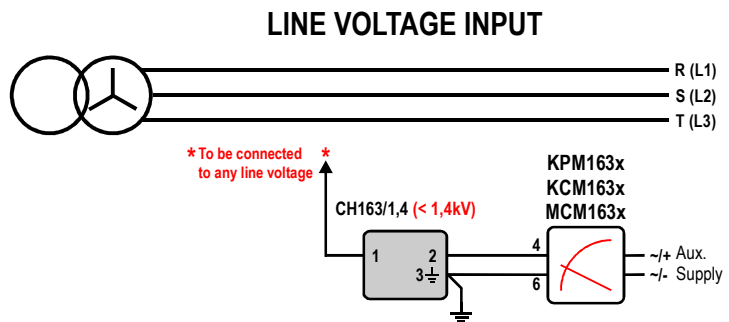 LINE VOLTAGE INPUT
R (L1)
S (L2)
T (L3)
* To be connected *
to any line voltage
KPM163x
KCM163x
MCM163x
CH163/1,4 (< 1,4kV)
1 2
3
4
6
~/+ Aux.
~/- Supply